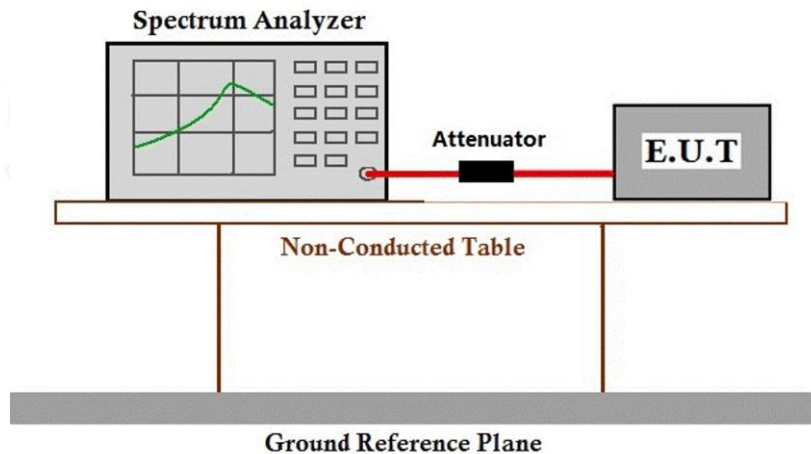 Spectrum Analyzer
Attenuator
E.U.T
Non-Conducted Table
Ground Reference Plane